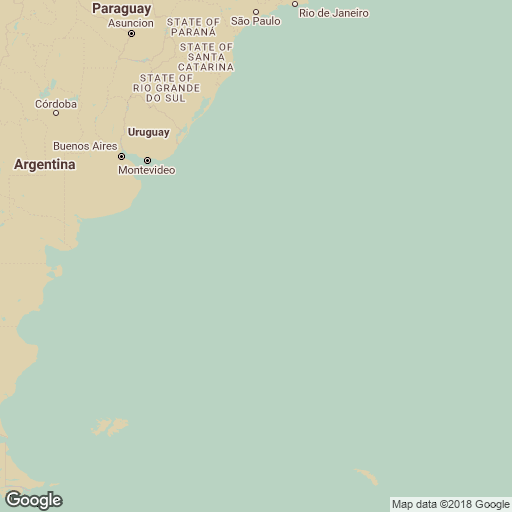 Paraguay
Asuncion
STATE OF
PARANÁ
São Paulo
Rio de Janeiro
STATE OF
SANTA
CATARINA
STATE OF
RIO GRANDE
DO SUL
Córdoba
Uruguay
Buenos Aires
Argentina
Montevideo
Google
Map data ©2018 Google